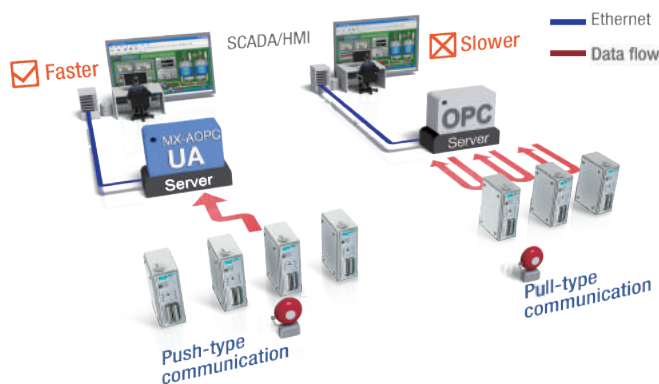 Faster
SCADA/HMI
Slower
Ethernet
Data flow
MX-AOPC
UA
Server
OPC
Server
Push-type
communication
Pull-type
communication